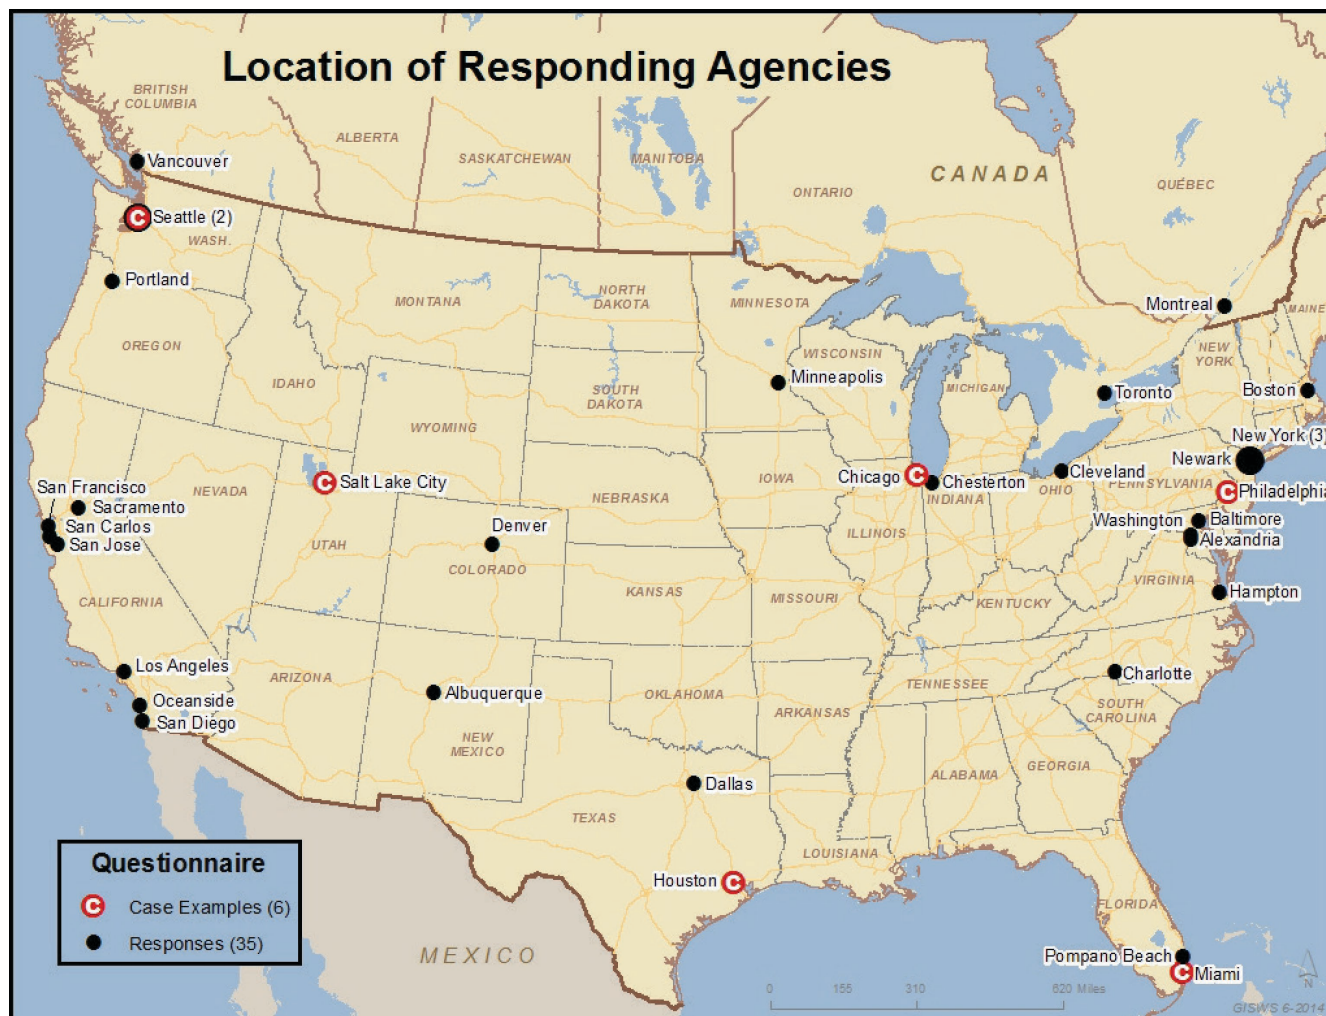 Location of Responding Agencies
BRITISH
COLUMBIA
ALBERTA
SASKATCHEWAN
MANITOBA
ONTARIO
CANADA
QUÉBEC
Vancouver
Seattle (2)
WASH.
Portland
MONTANA
NORTH
DAKOTA
MINNESOTA
Montreal
MAINE
OREGON
IDAHO
WISCONSIN
NEW
YORK
SOUTH
DAKOTA
Minneapolis
MICHIGAN
Toronto
Boston
WYOMING
New York (3)
Newark
Salt Lake City
NEVADA
San Francisco
Sacramento
San Carlos
San Jose
NEBRASKA
IOWA
Chicago
Chesterton
INDIANA
Cleveland
OHIO
PENNSYLVANIA
Philadelphia
Denver
UTAH
COLORADO
ILLINOIS
Washington
Baltimore
Alexandria
CALIFORNIA
KANSAS
MISSOURI
KENTUCKY
VIRGINIA
Hampton
Los Angeles
Oceanside
San Diego
ARIZONA
Albuquerque
NEW
MEXICO
OKLAHOMA
ARKANSAS
TENNESSEE
Charlotte
SOUTH
CAROLINA
Dallas
TEXAS
ALABAMA
GEORGIA
LOUISIANA
Houston
FLORIDA
Pompano Beach
Miami
MEXICO
Questionnaire
C Case Examples (6)
Responses (35)
0 155 310 620 Miles
N
GISWS 6-2014